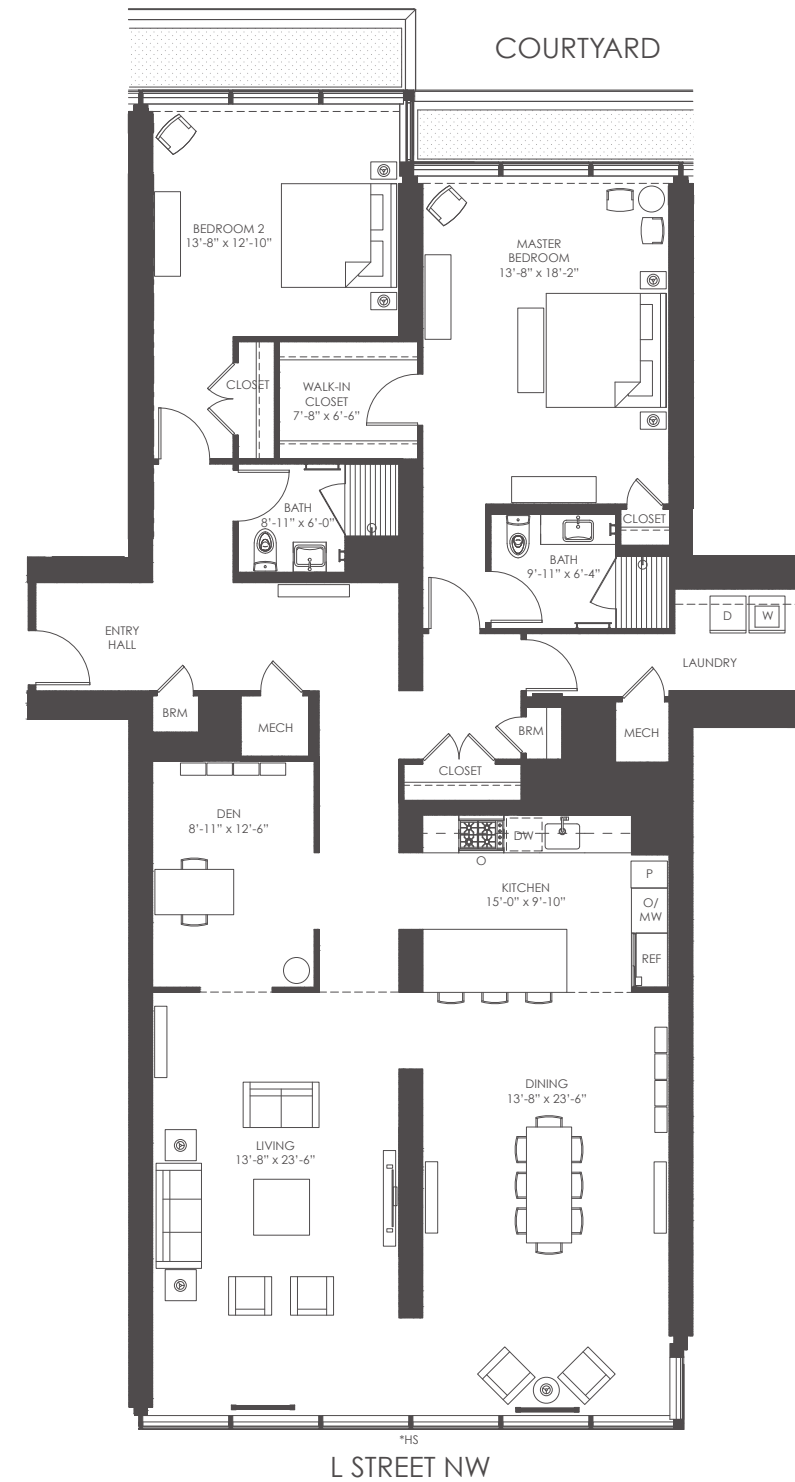 COURTYARD
BEDROOM 2
13'-8" x 12'-10"
MASTER
BEDROOM
13'-8" x 18'-2"
CLOSET
WALK-IN
CLOSET
7'-8" x 6'-6"
BATH
8'-11" x 6'-0"
CLOSET
BATH
9'-11" x 6'-4"
D
W
ENTRY
HALL
LAUNDRY
BRM
MECH
BRM
MECH
CLOSET
DEN
8'-11" x 12'-6"
DW
KITCHEN
15'-0" x 9'-10"
P
O/
MW
REF
DINING
13'-8" x 23'-6"
LIVING
13'-8" x 23'-6"
*HS
L STREET NW